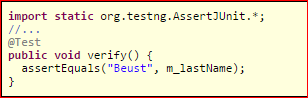 import static org.testng.AssertJUnit.*;
//...
@Test
public void verify() {
  assertEquals("Beust", m_lastName);
}